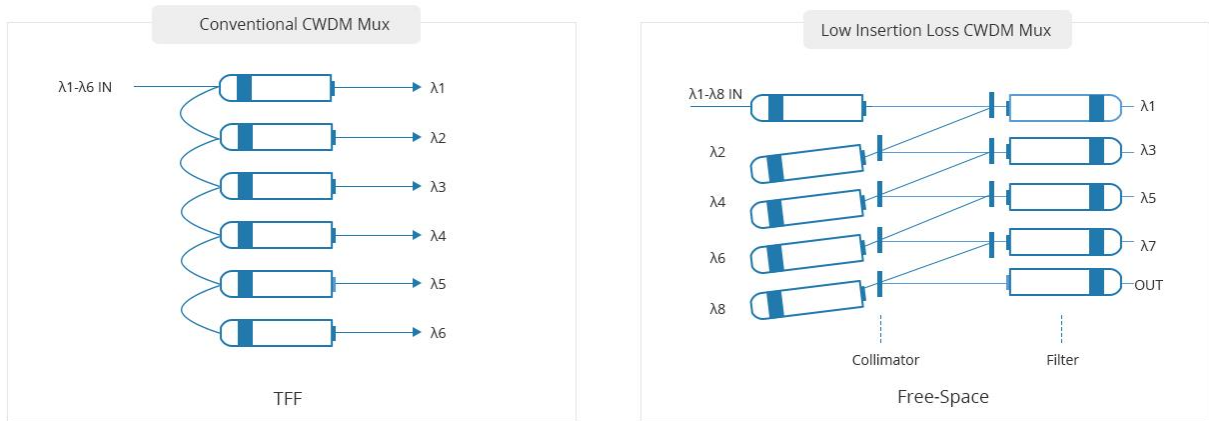 Conventional CWDM Mux
λ1-λ6 IN
λ1
λ2
λ3
λ4
λ5
λ6
TFF
Low Insertion Loss CWDM Mux
λ1-λ8 IN
λ1
λ2
λ3
λ4
λ5
λ6
λ7
λ8
OUT
Collimator
Filter
Free-Space